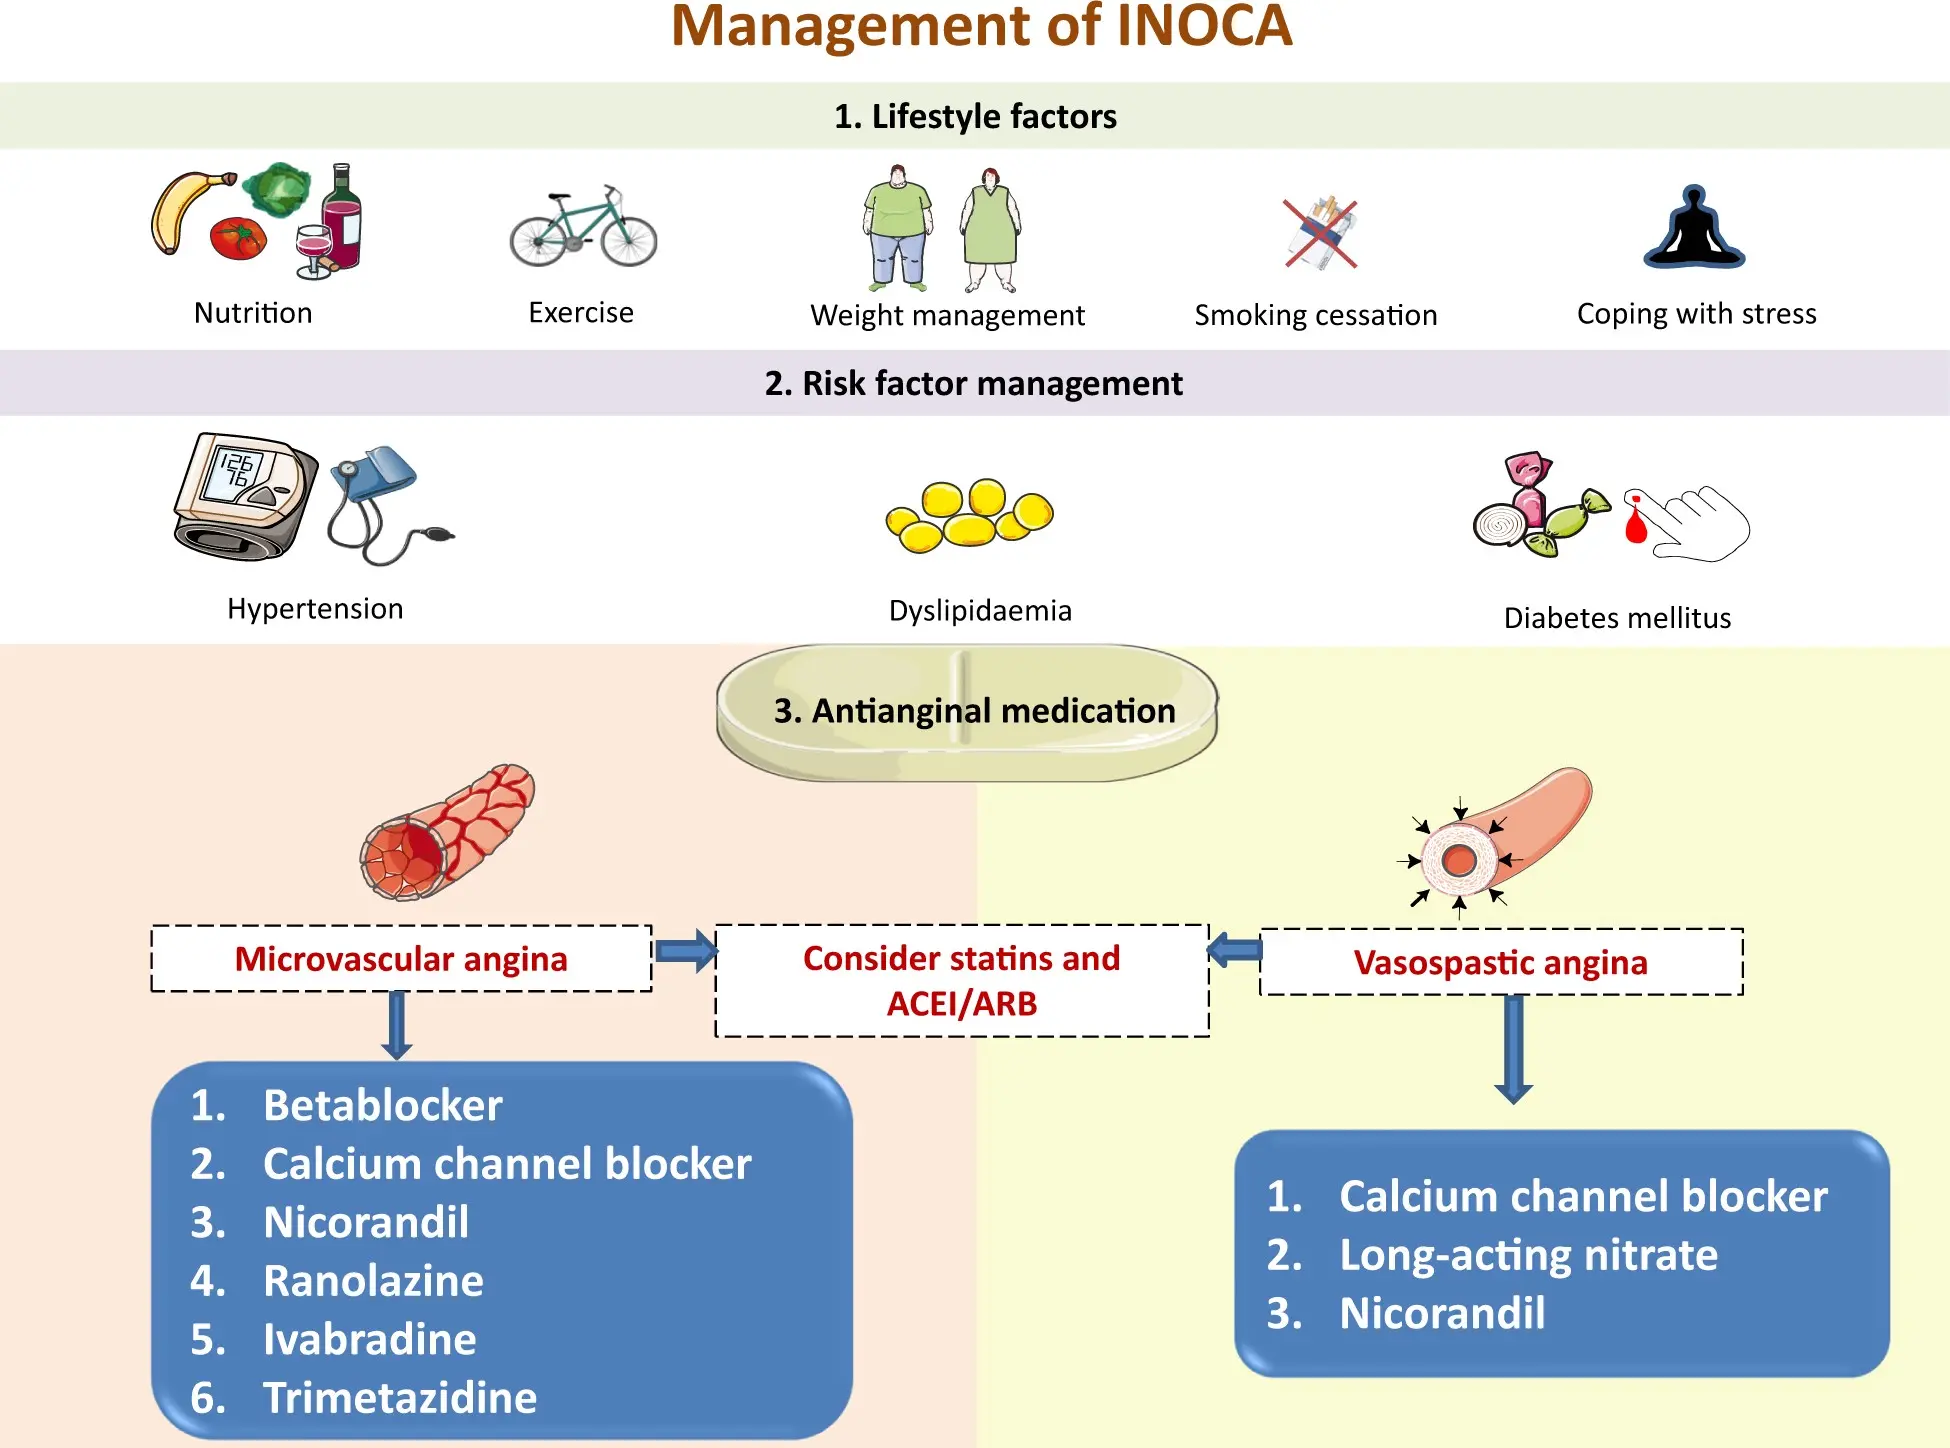 Management of INOCA
1. Lifestyle factors
Nutrition
Exercise
Weight management
Smoking cessation
Coping with stress
2. Risk factor management
126
76
Hypertension
Dyslipidaemia
Diabetes mellitus
3. Antianginal medication
Microvascular angina
Consider statins and
ACEI/ARB
Vasospastic angina
1. Betablocker
2. Calcium channel blocker
3. Nicorandil
4. Ranolazine
5. Ivabradine
6. Trimetazidine
1. Calcium channel blocker
2. Long-acting nitrate
3. Nicorandil